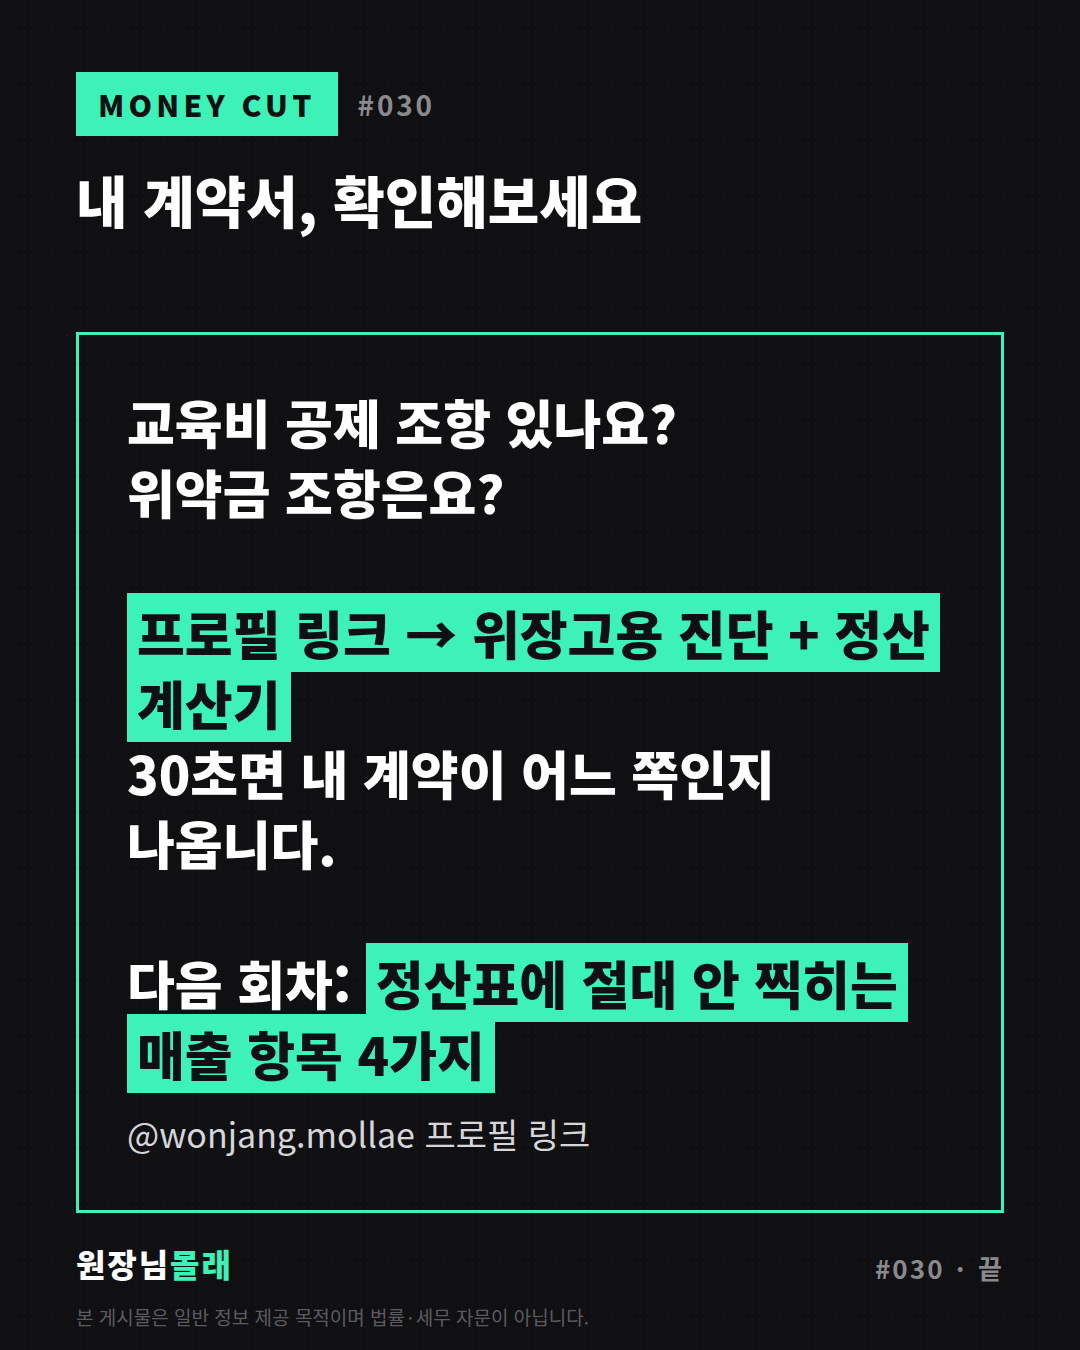 MONEY CUT #030
내 계약서, 확인해보세요
교육비 공제 조항 있나요?
위약금 조항은요?
프로필 링크 → 위장고용 진단 + 정산
계산기
30초면 내 계약이 어느 쪽인지
나옵니다.
다음 회차: 정산표에 절대 안 찍히는
매출 항목 4가지
@wonjang.mollae 프로필 링크
원장님몰래
#030 · 끝
본 게시물은 일반 정보 제공 목적이며 법률·세무 자문이 아닙니다.